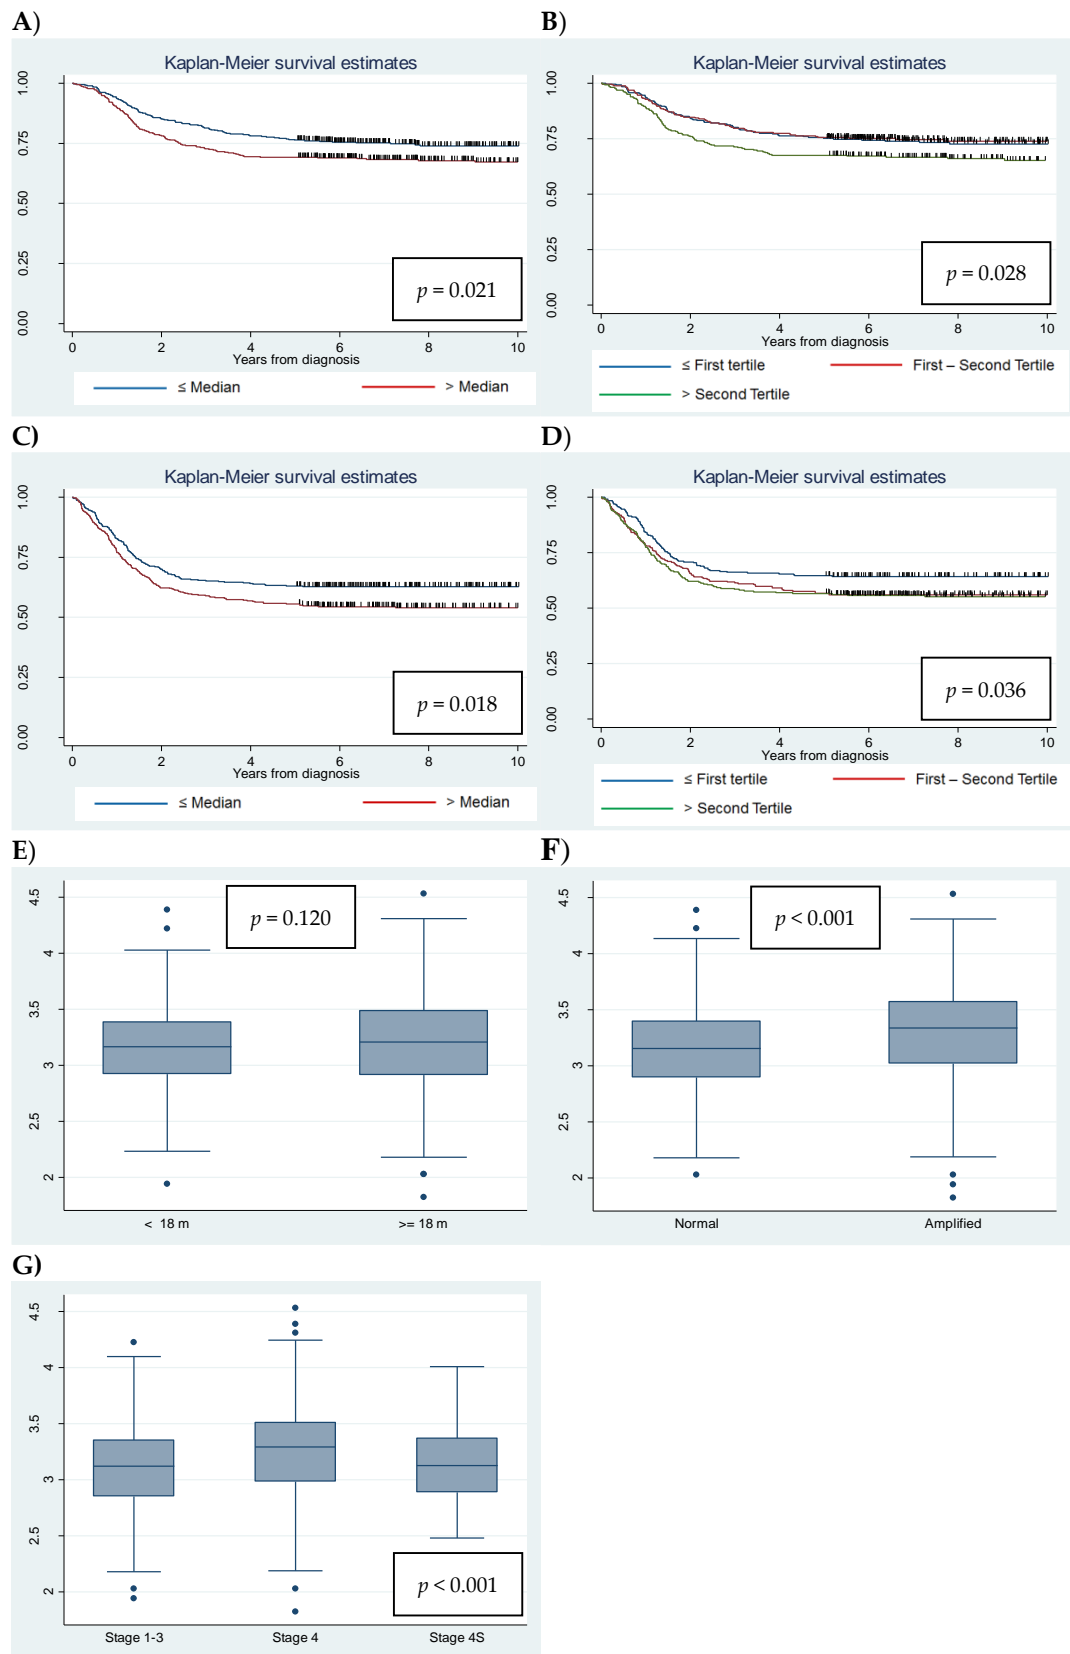 A)
Kaplan-Meier survival estimates
1.00
0.75
0.50
0.25
0.00
p = 0.021
0 2 4 6 8 10
Years from diagnosis
≤ Median > Median
B)
Kaplan-Meier survival estimates
1.00
0.75
0.50
0.25
0.00
p = 0.028
0 2 4 6 8 10
Years from diagnosis
≤ First tertile First – Second Tertile
> Second Tertile
C)
Kaplan-Meier survival estimates
1.00
0.75
0.50
0.25
0.00
p = 0.018
0 2 4 6 8 10
Years from diagnosis
≤ Median > Median
D)
Kaplan-Meier survival estimates
1.00
0.75
0.50
0.25
0.00
p = 0.036
0 2 4 6 8 10
Years from diagnosis
≤ First tertile First – Second Tertile
> Second Tertile
E)
4.5
4
3.5
3
2.5
2
p = 0.120
< 18 m >= 18 m
F)
4.5
4
3.5
3
2.5
2
p < 0.001
Normal Amplified
G)
4.5
4
3.5
3
2.5
2
p < 0.001
Stage 1-3 Stage 4 Stage 4S